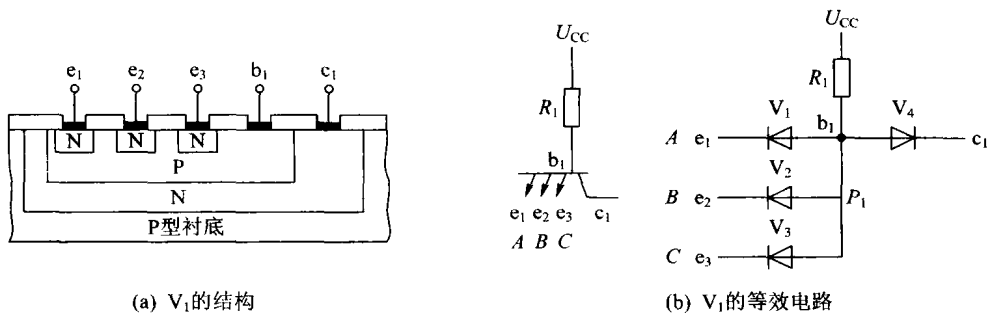 e₁ e₂ e₃ b₁ c₁
N N N
P
N
P型衬底
(a) V₁的结构
U_CC
R₁
b₁
e₁ e₂ e₃ c₁
A B C
U_CC
R₁
V₁ b₁ V₄
A e₁ c₁
V₂
B e₂ P₁
V₃
C e₃
(b) V₁的等效电路